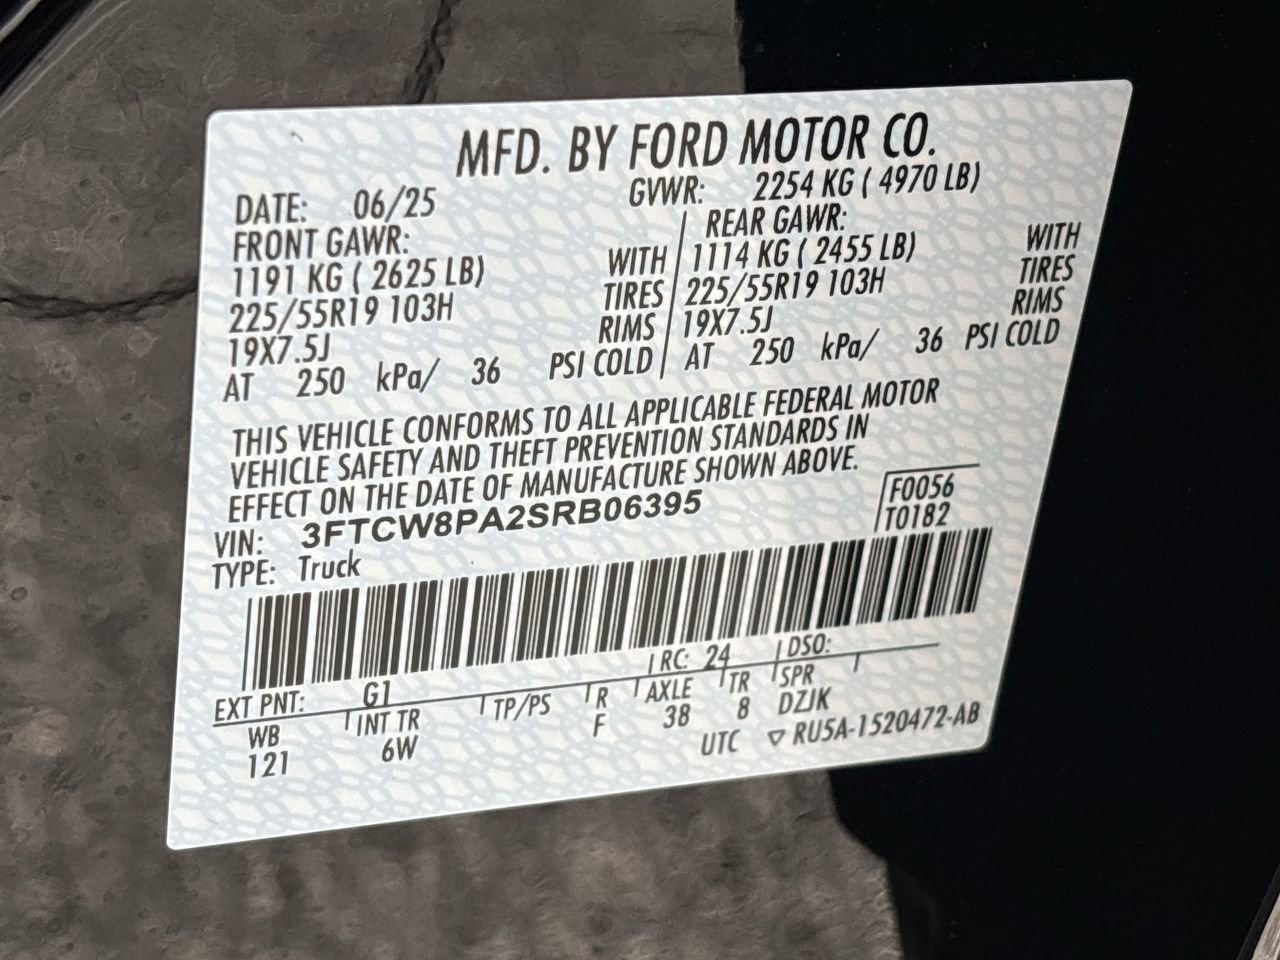 MFD. BY FORD MOTOR CO.
DATE: 06/25 GVWR: 2254 KG ( 4970 LB)
FRONT GAWR: REAR GAWR:
1191 KG ( 2625 LB) WITH 1114 KG ( 2455 LB) WITH
225/55R19 103H TIRES 225/55R19 103H TIRES
19X7.5J RIMS 19X7.5J RIMS
AT 250 kPa/ 36 PSI COLD AT 250 kPa/ 36 PSI COLD
THIS VEHICLE CONFORMS TO ALL APPLICABLE FEDERAL MOTOR
VEHICLE SAFETY AND THEFT PREVENTION STANDARDS IN
EFFECT ON THE DATE OF MANUFACTURE SHOWN ABOVE.
VIN: 3FTCW8PA2SRB06395 F0056
TYPE: Truck T0182
EXT PNT: G1 RC: 24 DSO:
WB INT TR TP/PS R AXLE TR SPR
121 6W F 38 8 DZJK
UTC ▽ RU5A-1520472-AB